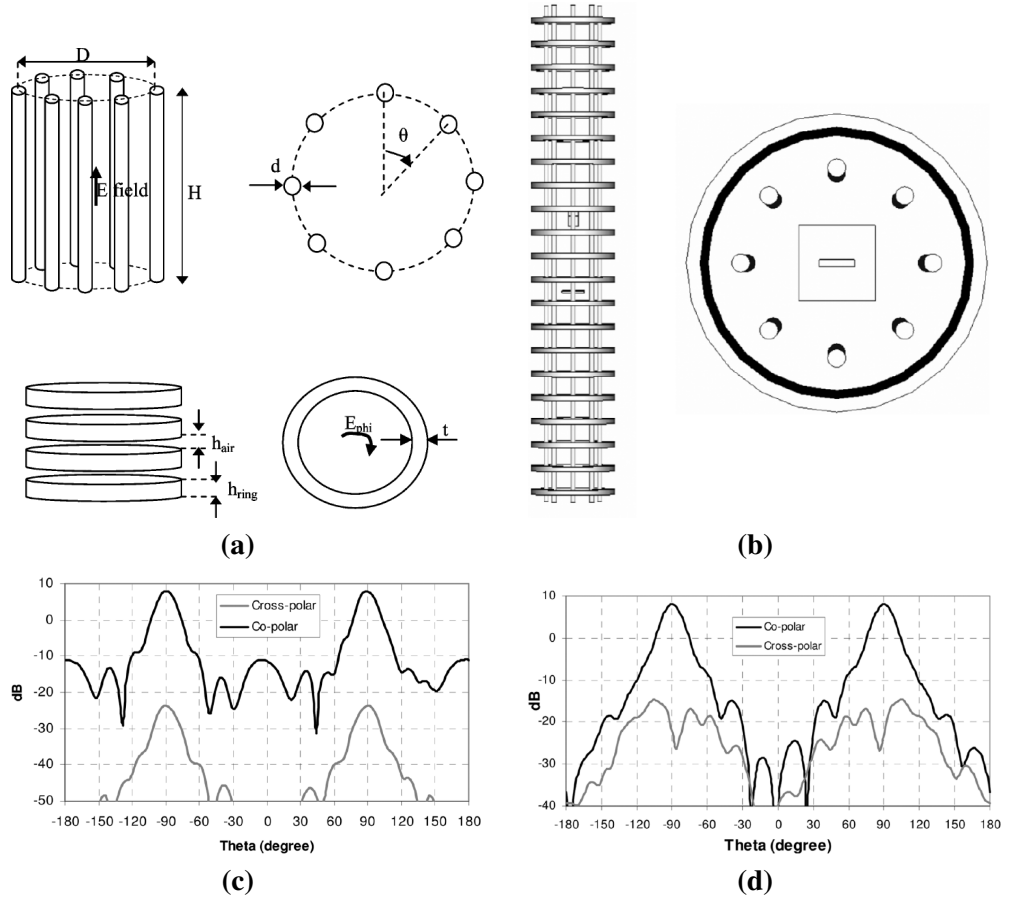 D
E field
H
θ
d
h_air
h_ring
E_phi
t
(a)
(b)
10
0
-10
-20
-30
-40
-50
dB
Cross-polar
Co-polar
-180 -150 -120 -90 -60 -30 0 30 60 90 120 150 180
Theta (degree)
(c)
10
0
-10
-20
-30
-40
dB
Co-polar
Cross-polar
-180 -150 -120 -90 -60 -30 0 30 60 90 120 150 180
Theta (degree)
(d)